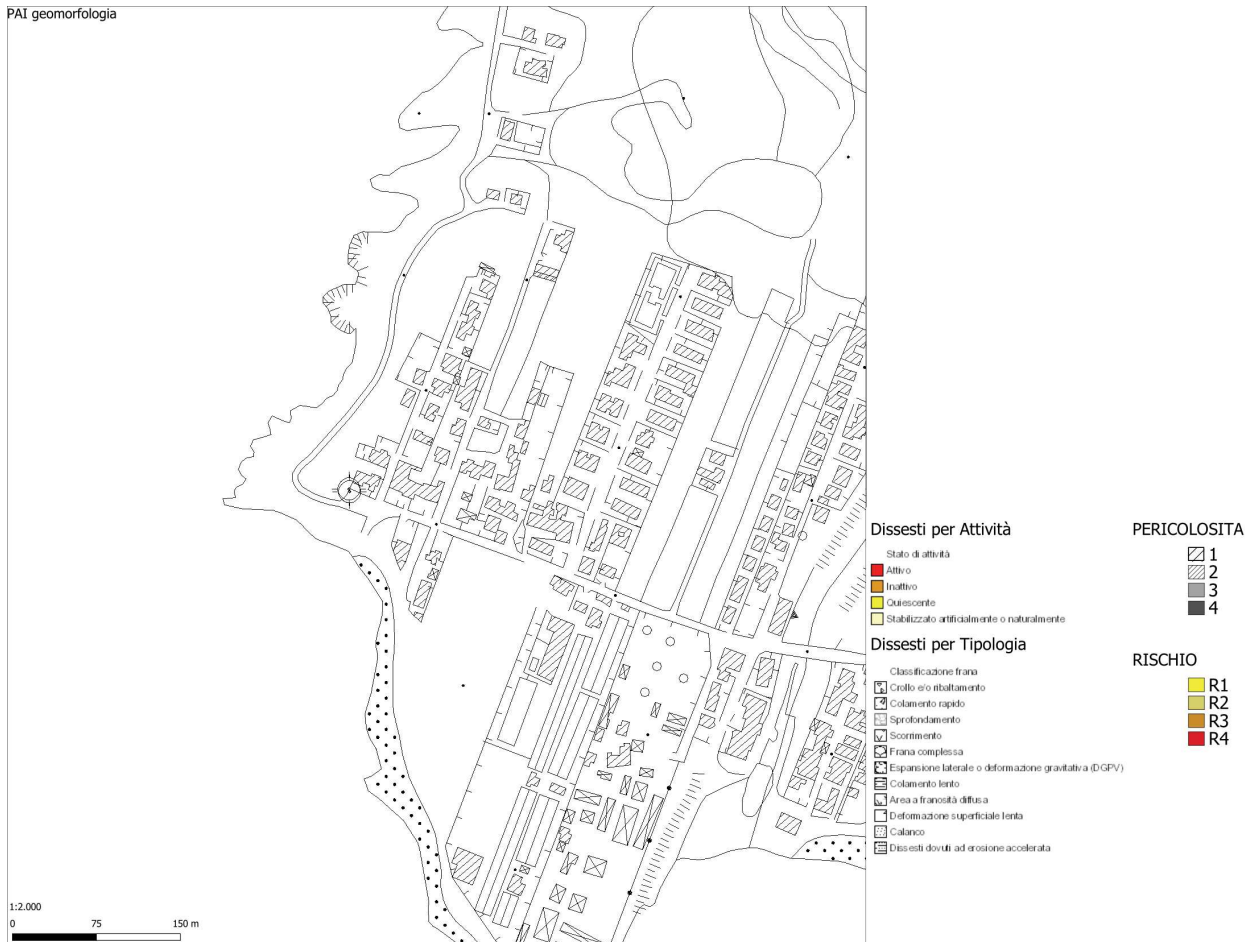 PAI geomorfologia
Dissesti per Attività
Stato di attività
Attivo
Inattivo
Quiescente
Stabilizzato artificialmente o naturalmente
Dissesti per Tipologia
Classificazione frana
Crollo e/o ribaltamento
Colamento rapido
Sprofondamento
Scorrimento
Frana complessa
Espansione laterale o deformazione gravitativa (DGPV)
Colamento lento
Area a franosità diffusa
Deformazione superficiale lenta
Calanco
Dissesti dovuti ad erosione accelerata
PERICOLOSITA
1
2
3
4
RISCHIO
R1
R2
R3
R4
1:2.000
0 75 150 m